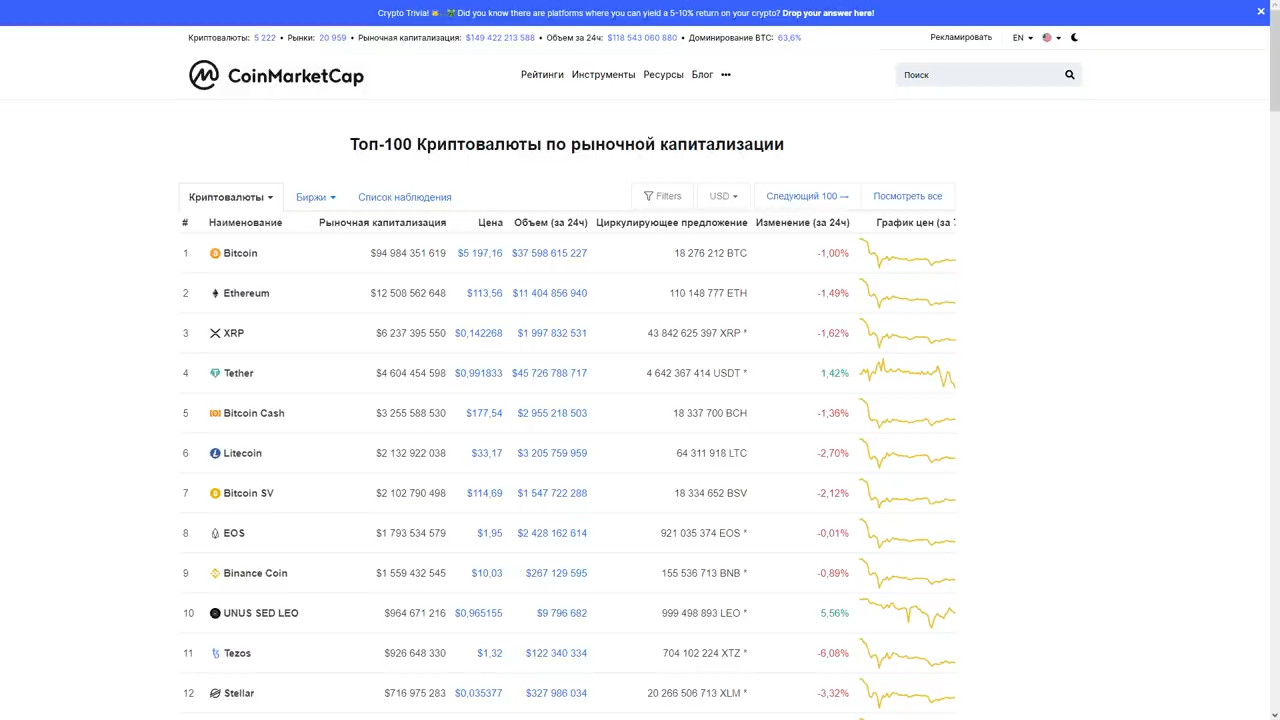 Crypto Trivia! Did you know there are platforms where you can yield a 5-10% return on your crypto? Drop your answer here!
Криптовалюты: 5 222 • Рынки: 20 959 • Рыночная капитализация: $149 422 213 588 • Объем за 24ч: $118 543 060 880 • Доминирование BTC: 63,6% Рекламировать EN
CoinMarketCap Рейтинги Инструменты Ресурсы Блог ••• Поиск
Топ-100 Криптовалюты по рыночной капитализации
Криптовалюты Биржи Список наблюдения Filters USD Следующий 100 → Посмотреть все
# Наименование Рыночная капитализация Цена Объем (за 24ч) Циркулирующее предложение Изменение (за 24ч) График цен (за
1 Bitcoin $94 984 351 619 $5 197,16 $37 598 615 227 18 276 212 BTC -1,00%
2 Ethereum $12 508 562 648 $113,56 $11 404 856 940 110 148 777 ETH -1,49%
3 XRP $6 237 395 550 $0,142268 $1 997 832 531 43 842 625 397 XRP * -1,62%
4 Tether $4 604 454 598 $0,991833 $45 726 788 717 4 642 367 414 USDT * 1,42%
5 Bitcoin Cash $3 255 588 530 $177,54 $2 955 218 503 18 337 700 BCH -1,36%
6 Litecoin $2 132 922 038 $33,17 $3 205 759 959 64 311 918 LTC -2,70%
7 Bitcoin SV $2 102 790 498 $114,69 $1 547 722 288 18 334 652 BSV -2,12%
8 EOS $1 793 534 579 $1,95 $2 428 162 614 921 035 374 EOS * -0,01%
9 Binance Coin $1 559 432 545 $10,03 $267 129 595 155 536 713 BNB * -0,89%
10 UNUS SED LEO $964 671 216 $0,965155 $9 796 682 999 498 893 LEO * 5,56%
11 Tezos $926 648 330 $1,32 $122 340 334 704 102 224 XTZ * -6,08%
12 Stellar $716 975 283 $0,035377 $327 986 034 20 266 506 713 XLM * -3,32%